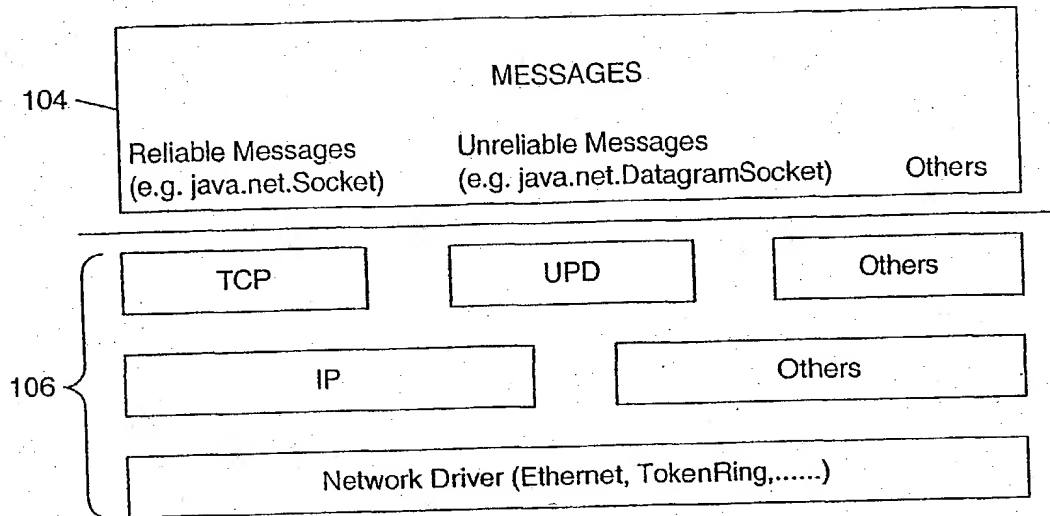 MESSAGES
104
Reliable Messages
(e.g. java.net.Socket)
Unreliable Messages
(e.g. java.net.DatagramSocket)
Others
TCP
UPD
Others
106
IP
Others
Network Driver (Ethernet, TokenRing,......)